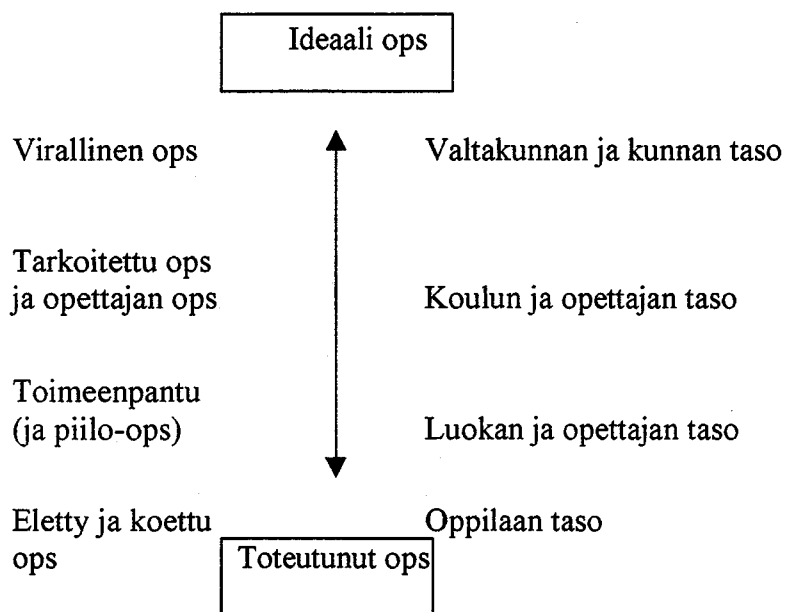 Ideaali ops
Virallinen ops
Valtakunnan ja kunnan taso
Tarkoitettu ops
ja opettajan ops
Koulun ja opettajan taso
Toimeenpantu
(ja piilo-ops)
Luokan ja opettajan taso
Eletty ja koettu
ops
Oppilaan taso
Toteutunut ops